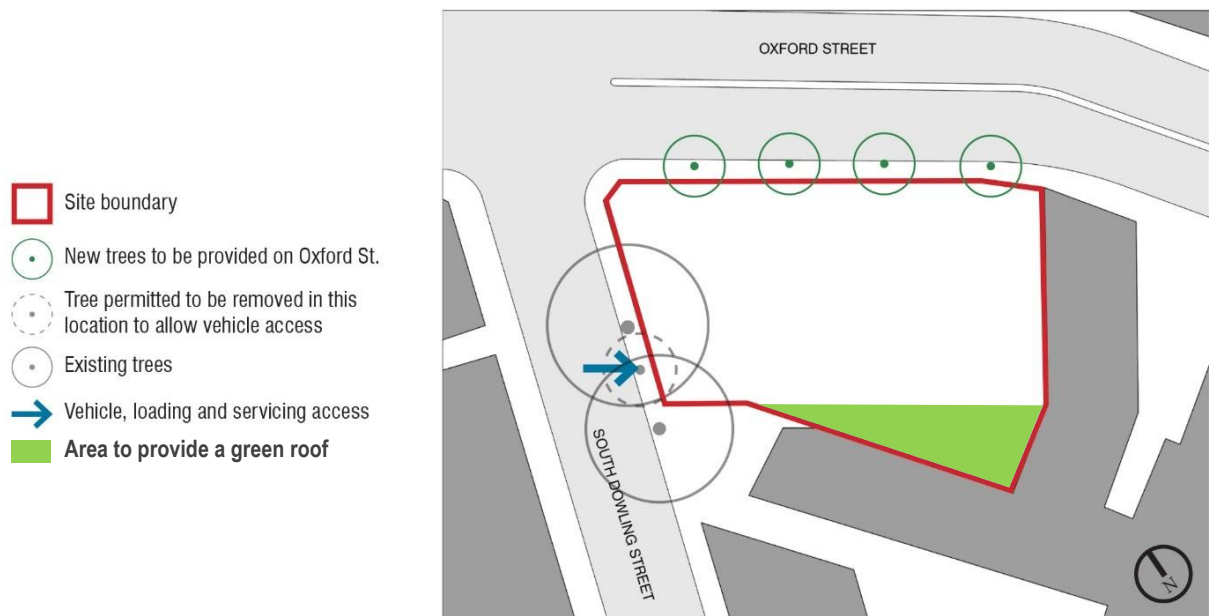 Site boundary
New trees to be provided on Oxford St.
Tree permitted to be removed in this
location to allow vehicle access
Existing trees
Vehicle, loading and servicing access
Area to provide a green roof
OXFORD STREET
SOUTH DOWLING STREET
N